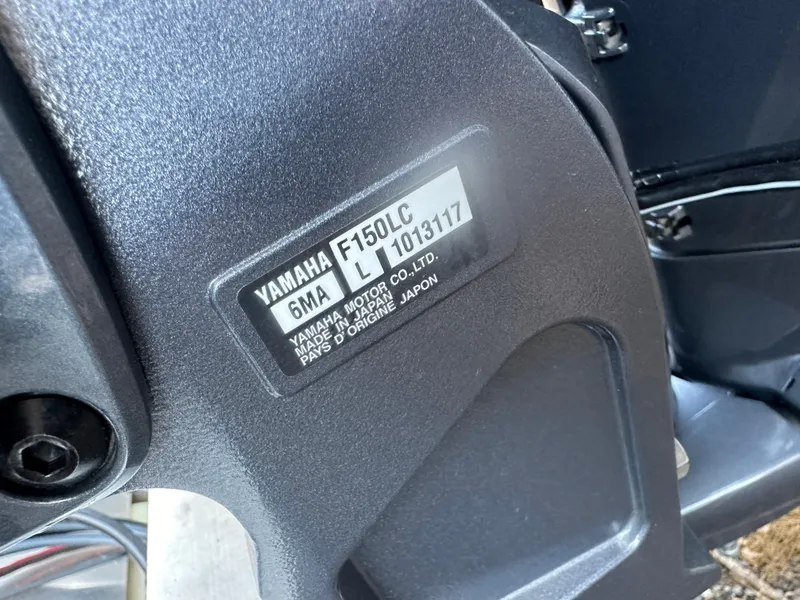 YAMAHA F150LC
6MA L 1013117
YAMAHA MOTOR CO.,LTD.
MADE IN JAPAN
PAYS D'ORIGINE JAPON